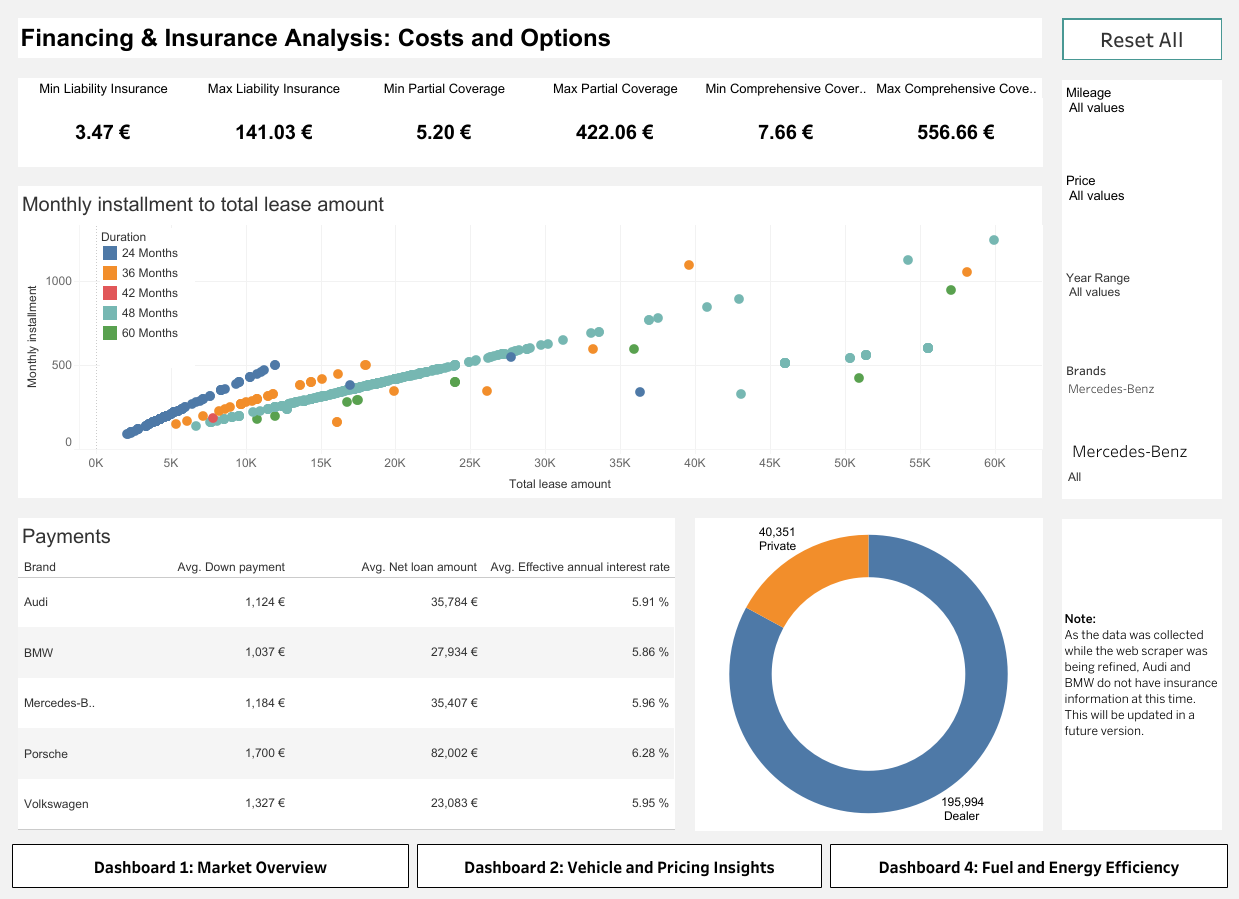 Financing & Insurance Analysis: Costs and Options
Reset All
Min Liability Insurance
Max Liability Insurance
Min Partial Coverage
Max Partial Coverage
Min Comprehensive Cover..
Max Comprehensive Cove..
3.47 €
141.03 €
5.20 €
422.06 €
7.66 €
556.66 €
Mileage
All values
Price
All values
Year Range
All values
Brands
Mercedes-Benz
Mercedes-Benz
All
Monthly installment to total lease amount
Duration
24 Months
36 Months
42 Months
48 Months
60 Months
Monthly installment
1000
500
0
0K 5K 10K 15K 20K 25K 30K 35K 40K 45K 50K 55K 60K
Total lease amount
Payments
Brand Avg. Down payment Avg. Net loan amount Avg. Effective annual interest rate
Audi 1,124 € 35,784 € 5.91 %
BMW 1,037 € 27,934 € 5.86 %
Mercedes-B.. 1,184 € 35,407 € 5.96 %
Porsche 1,700 € 82,002 € 6.28 %
Volkswagen 1,327 € 23,083 € 5.95 %
40,351
Private
195,994
Dealer
Note:
As the data was collected
while the web scraper was
being refined, Audi and
BMW do not have insurance
information at this time.
This will be updated in a
future version.
Dashboard 1: Market Overview
Dashboard 2: Vehicle and Pricing Insights
Dashboard 4: Fuel and Energy Efficiency